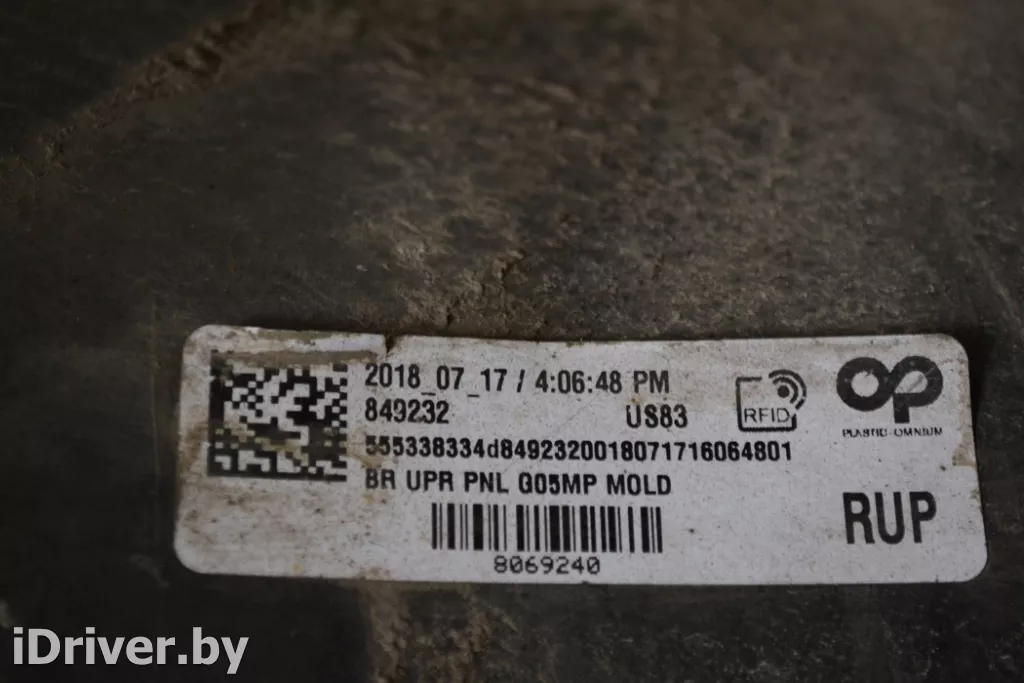 2018_07_17 / 4:06:48 PM
849232 US83
RFID
PLASTIC-OMNIUM
555338334d8492320018071716064801
BR UPR PNL G05MP MOLD
RUP
8069240
iDriver.by